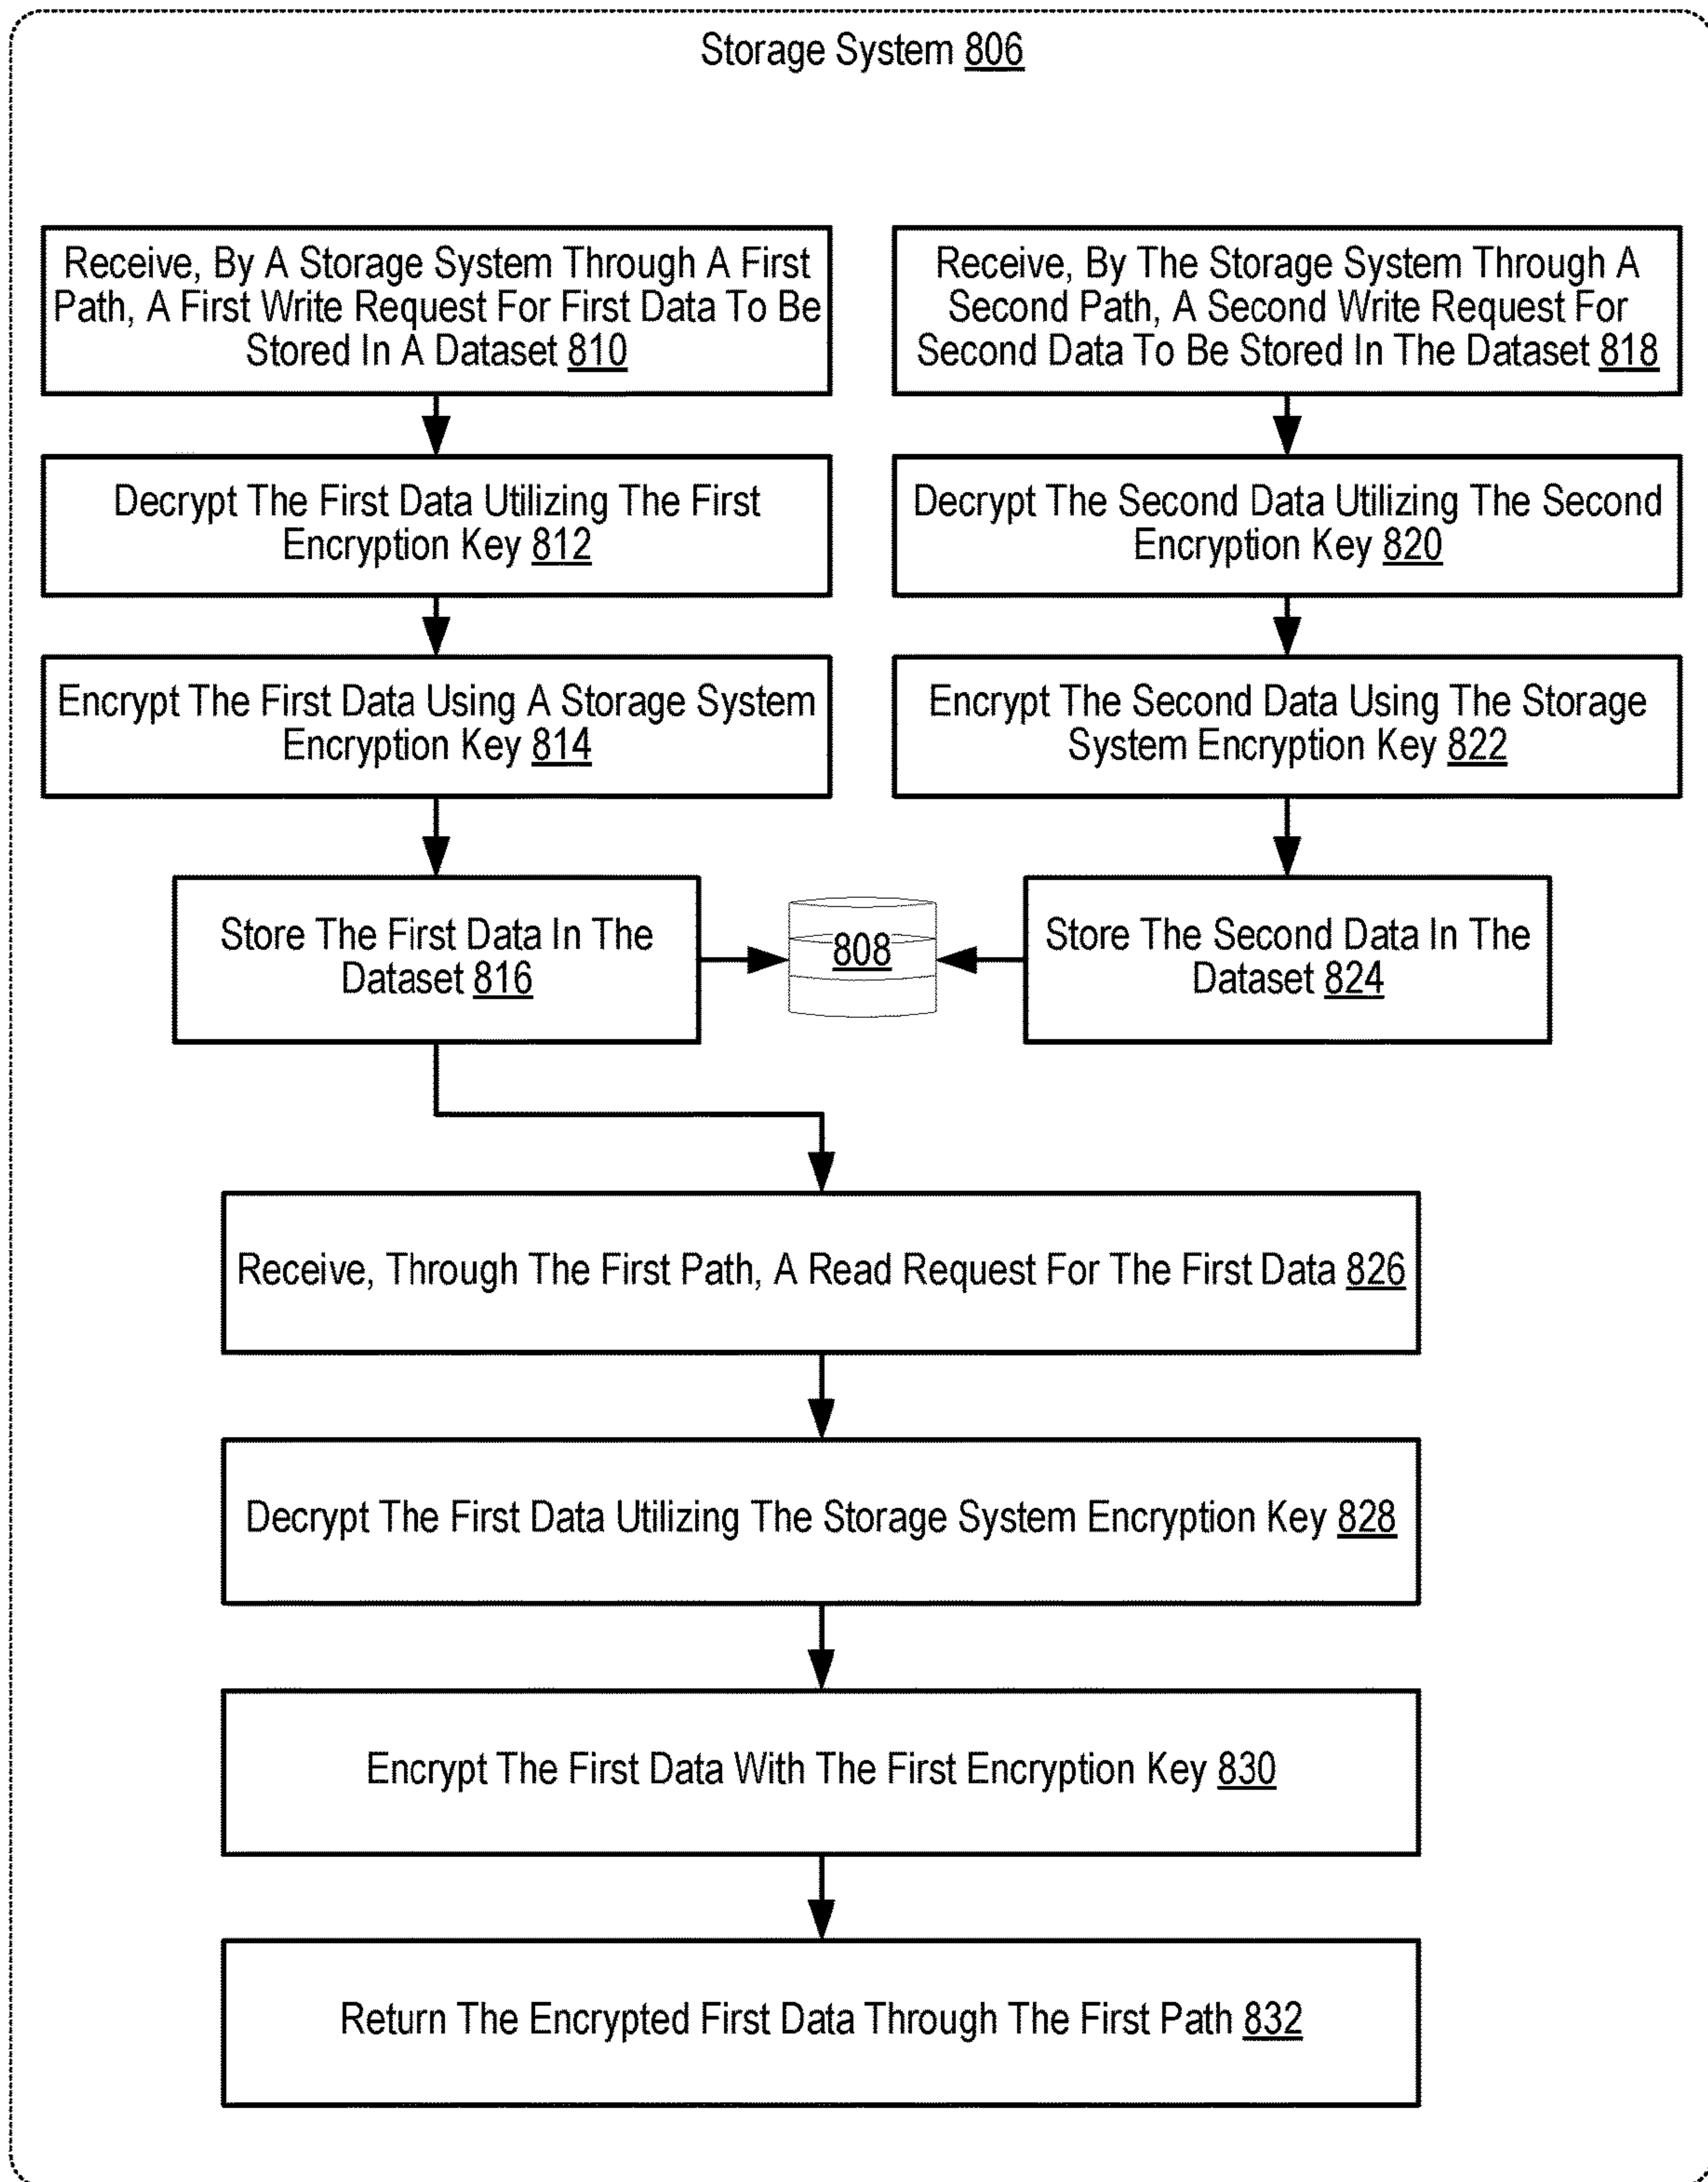 Storage System 806
Receive, By A Storage System Through A First
Path, A First Write Request For First Data To Be
Stored In A Dataset 810
Receive, By The Storage System Through A
Second Path, A Second Write Request For
Second Data To Be Stored In The Dataset 818
Decrypt The First Data Utilizing The First
Encryption Key 812
Decrypt The Second Data Utilizing The Second
Encryption Key 820
Encrypt The First Data Using A Storage System
Encryption Key 814
Encrypt The Second Data Using The Storage
System Encryption Key 822
Store The First Data In The
Dataset 816
808
Store The Second Data In The
Dataset 824
Receive, Through The First Path, A Read Request For The First Data 826
Decrypt The First Data Utilizing The Storage System Encryption Key 828
Encrypt The First Data With The First Encryption Key 830
Return The Encrypted First Data Through The First Path 832